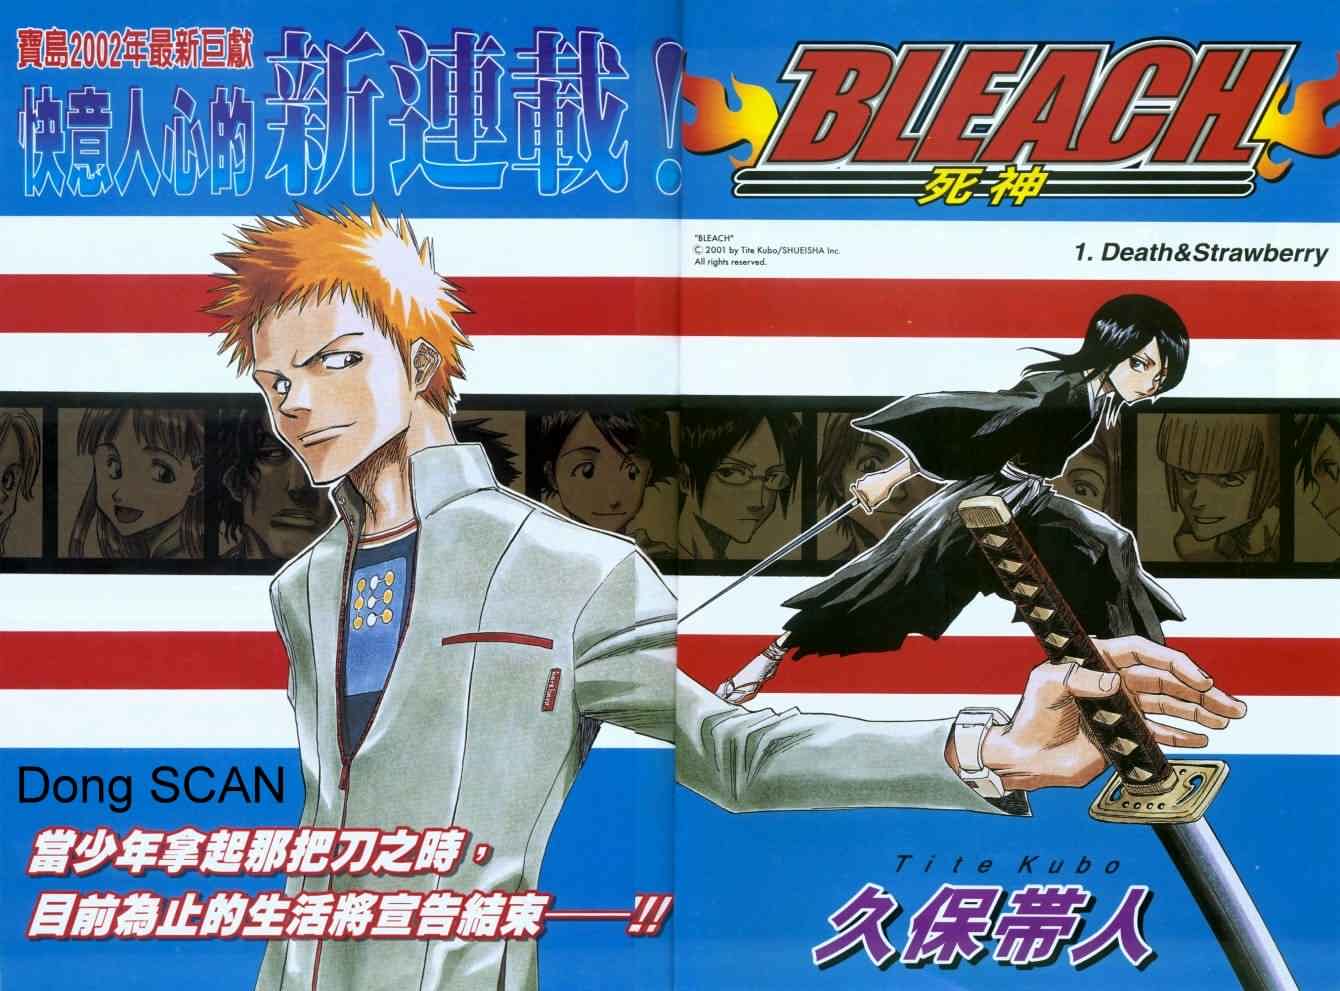 寶島2002年最新巨獻
快意人心的新連載!
BLEACH
死神
"BLEACH"
© 2001 by Tite Kubo/SHUEISHA Inc.
All rights reserved.
1. Death&Strawberry
Dong SCAN
當少年拿起那把刀之時，
目前為止的生活將宣告結束——!!!
Tite Kubo
久保帶人